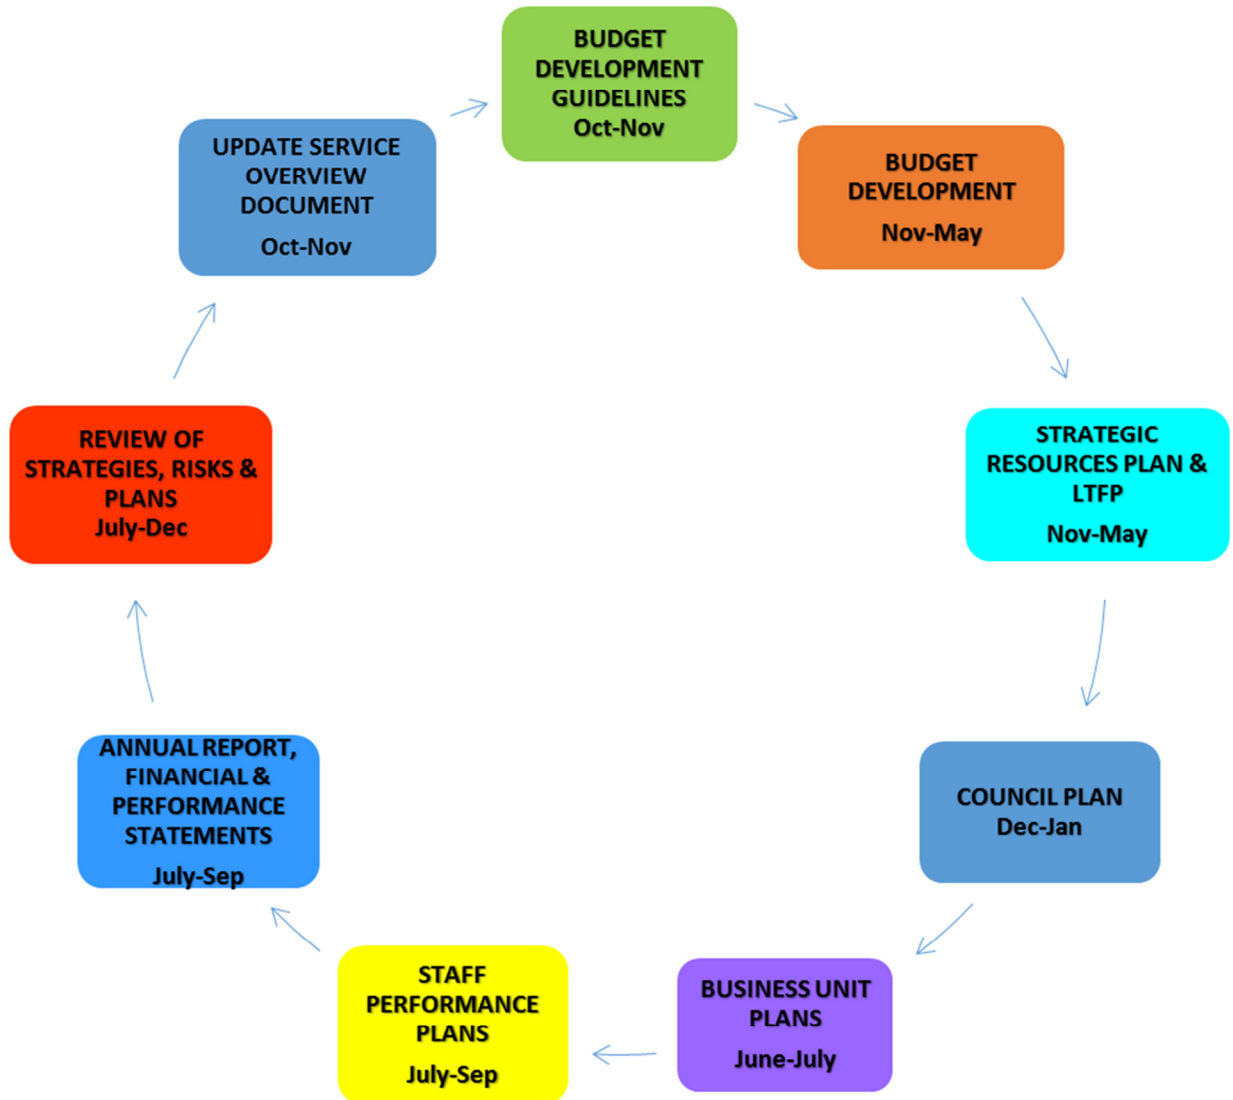 BUDGET
DEVELOPMENT
GUIDELINES
Oct-Nov
BUDGET
DEVELOPMENT
Nov-May
STRATEGIC
RESOURCES PLAN &
LTFP
Nov-May
COUNCIL PLAN
Dec-Jan
BUSINESS UNIT
PLANS
June-July
STAFF
PERFORMANCE
PLANS
July-Sep
ANNUAL REPORT,
FINANCIAL &
PERFORMANCE
STATEMENTS
July-Sep
REVIEW OF
STRATEGIES, RISKS &
PLANS
July-Dec
UPDATE SERVICE
OVERVIEW
DOCUMENT
Oct-Nov